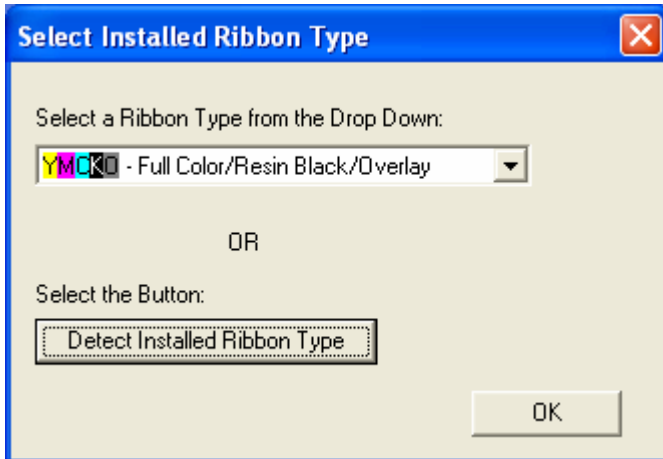 Select Installed Ribbon Type
Select a Ribbon Type from the Drop Down:
YMCKO - Full Color/Resin Black/Overlay
OR
Select the Button:
Detect Installed Ribbon Type
OK